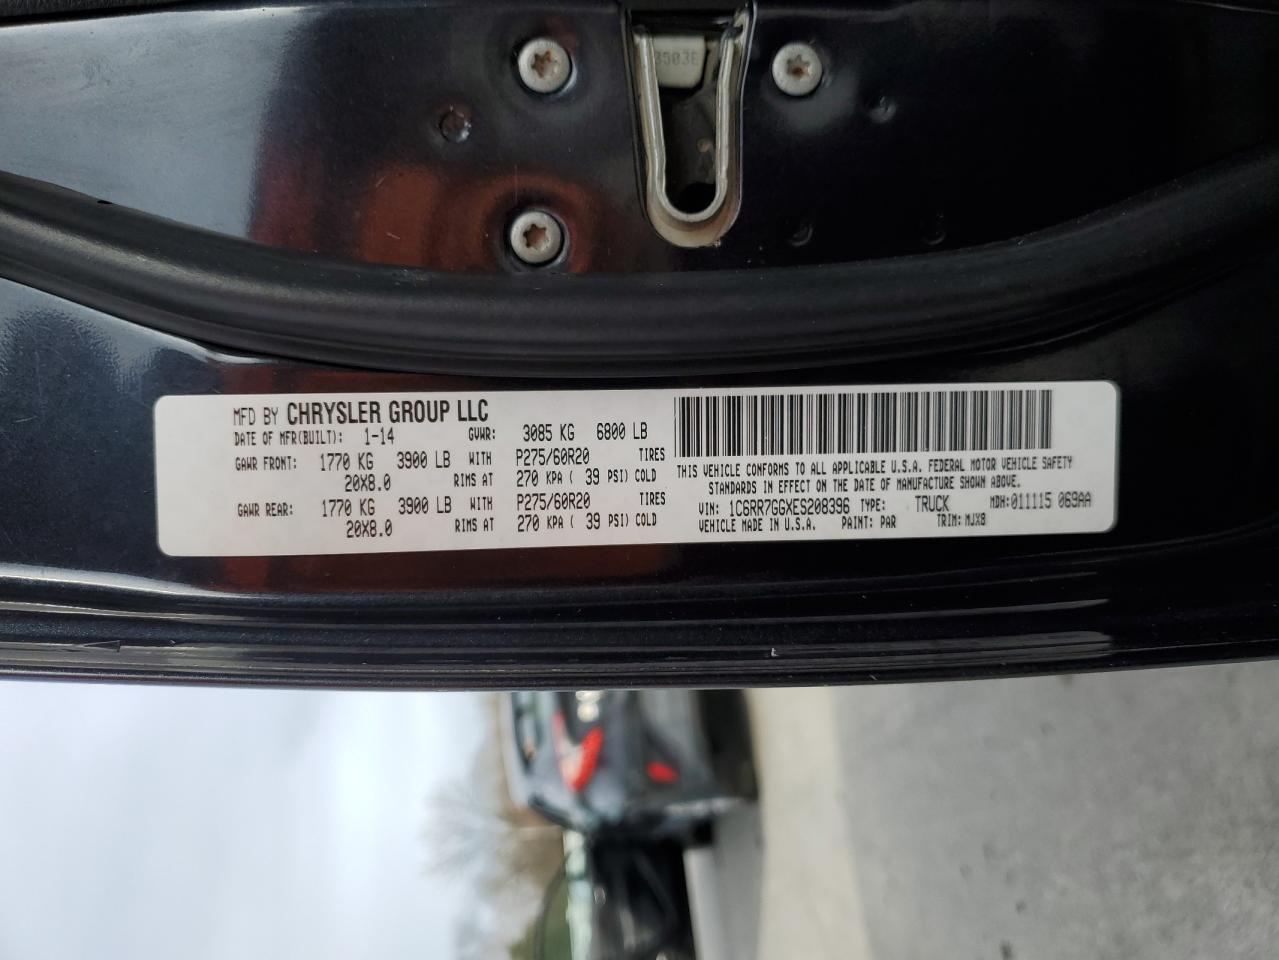 3503E
MFD BY CHRYSLER GROUP LLC
DATE OF MFR(BUILT): 1-14 GVWR: 3085 KG 6800 LB
GAWR FRONT: 1770 KG 3900 LB WITH P275/60R20 TIRES
20X8.0 RIMS AT 270 KPA ( 39 PSI) COLD
GAWR REAR: 1770 KG 3900 LB WITH P275/60R20 TIRES
20X8.0 RIMS AT 270 KPA ( 39 PSI) COLD
THIS VEHICLE CONFORMS TO ALL APPLICABLE U.S.A. FEDERAL MOTOR VEHICLE SAFETY
STANDARDS IN EFFECT ON THE DATE OF MANUFACTURE SHOWN ABOVE.
VIN: 1C6RR7GGXES208396 TYPE: TRUCK MDH:011115 069AA
VEHICLE MADE IN U.S.A. PAINT: PAR TRIM: MJX8